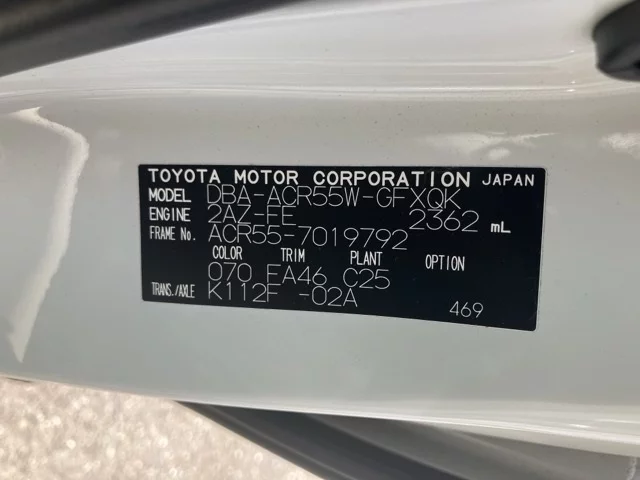 TOYOTA MOTOR CORPORATION JAPAN
MODEL DBA-ACR55W-GFXQK
ENGINE 2AZ-FE 2362 mL
FRAME No. ACR55-7019792
COLOR TRIM PLANT OPTION
070 FA46 C25
TRANS./AXLE K112F -02A
469